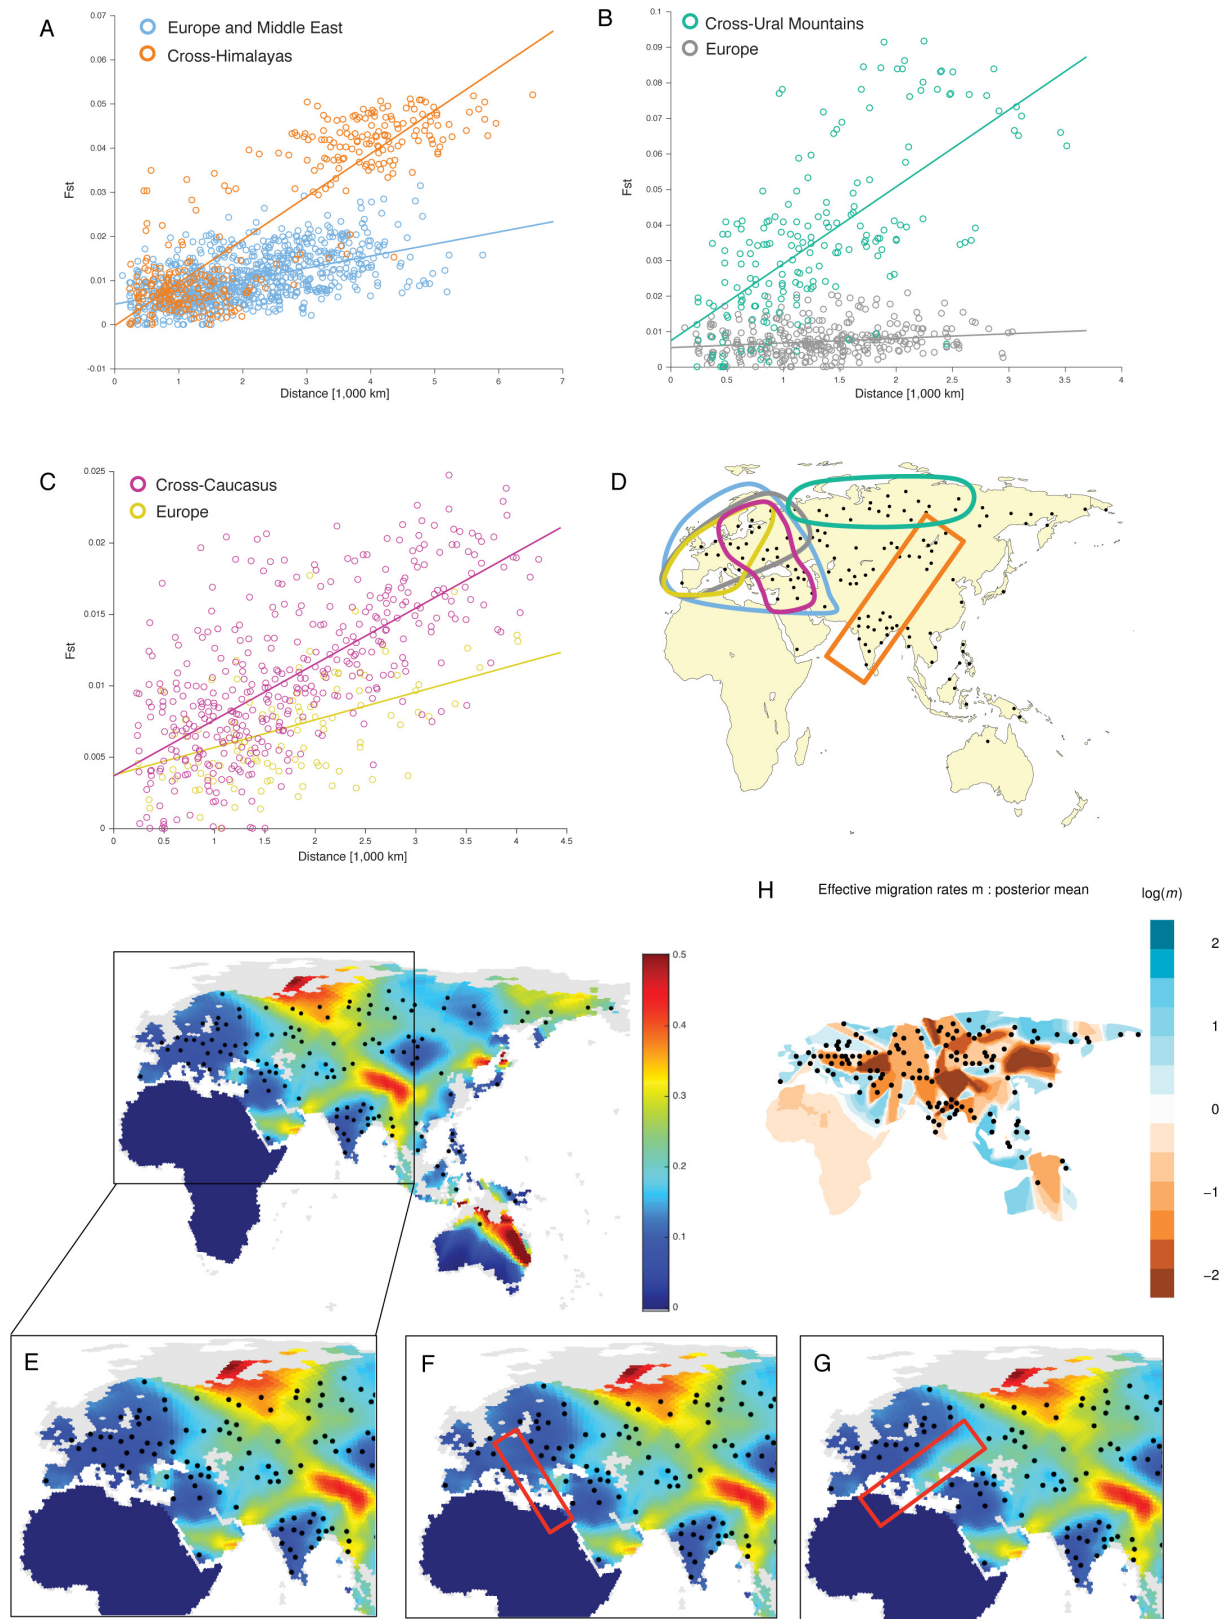 A
Europe and Middle East
Cross-Himalayas
0.07
0.06
0.05
0.04
0.03
0.02
0.01
0
-0.01
Fst
0 1 2 3 4 5 6 7
Distance [1,000 km]
B
Cross-Ural Mountains
Europe
0.1
0.09
0.08
0.07
0.06
0.05
0.04
0.03
0.02
0.01
0
Fst
0 0.5 1 1.5 2 2.5 3 3.5 4
Distance [1,000 km]
C
Cross-Caucasus
Europe
0.025
0.02
0.015
0.01
0.005
0
Fst
0 0.5 1 1.5 2 2.5 3 3.5 4 4.5
Distance [1,000 km]
D
0.5
0.4
0.3
0.2
0.1
0
H
Effective migration rates m : posterior mean
log(m)
2
1
0
−1
−2
E
F
G